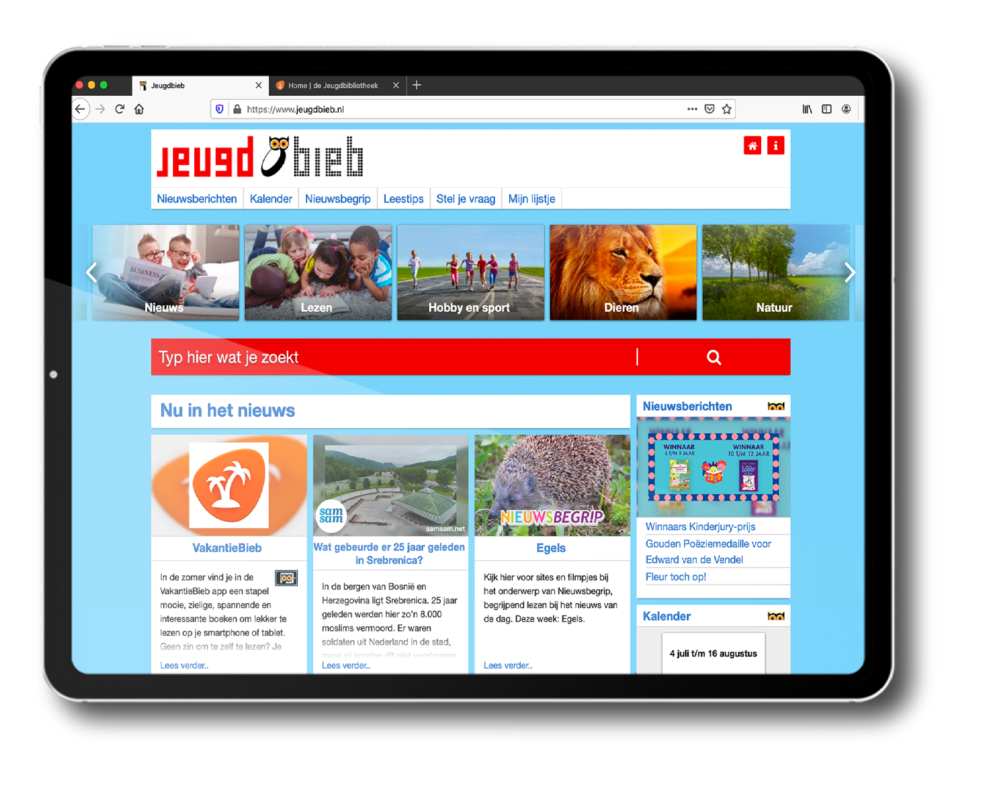 Jeugdbieb
Home | de Jeugdbibliotheek
https://www.jeugdbieb.nl
jeugd bieb
Nieuwsberichten
Kalender
Nieuwsbegrip
Leestips
Stel je vraag
Mijn lijstje
BUSINESS
Nieuws
Lezen
Hobby en sport
Dieren
Natuur
Typ hier wat je zoekt
Nu in het nieuws
VakantieBieb
In de zomer vind je in de
VakantieBieb app een stapel
mooie, zielige, spannende en
interessante boeken om lekker te
lezen op je smartphone of tablet.
Geen zin om te zelf te lezen? Je
Lees verder..
sam
sam
samsam.net
Wat gebeurde er 25 jaar geleden
in Srebrenica?
In de bergen van Bosnië en
Herzegovina ligt Srebrenica. 25 jaar
geleden werden hier zo'n 8.000
moslims vermoord. Er waren
soldaten uit Nederland in de stad,
maar zij konden dit niet voorkomen.
Lees verder..
NIEUWSBEGR!P
Egels
Kijk hier voor sites en filmpjes bij
het onderwerp van Nieuwsbegrip,
begrijpend lezen bij het nieuws van
de dag. Deze week: Egels.
Lees verder..
Nieuwsberichten
WINNAAR
6 T/M 9 JAAR
WINNAAR
10 T/M 12 JAAR
2020
Winnaars Kinderjury-prijs
Gouden Poëziemedaille voor
Edward van de Vendel
Fleur toch op!
Kalender
4 juli t/m 16 augustus